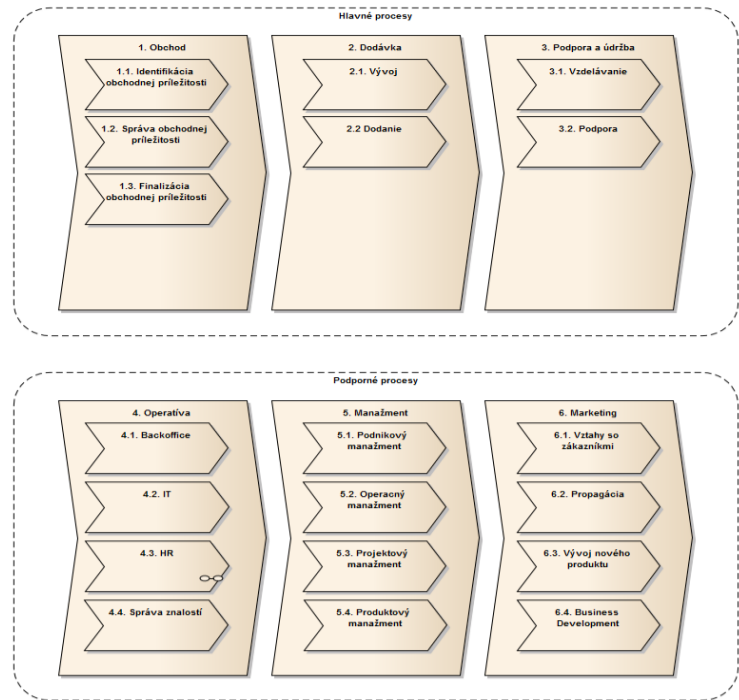 Hlavné procesy
1. Obchod
1.1. Identifikácia
obchodnej príležitosti
1.2. Správa obchodnej
príležitosti
1.3. Finalizácia
obchodnej príležitosti
2. Dodávka
2.1. Vývoj
2.2 Dodanie
3. Podpora a údržba
3.1. Vzdelávanie
3.2. Podpora
Podporné procesy
4. Operatíva
4.1. Backoffice
4.2. IT
4.3. HR
4.4. Správa znalostí
5. Manažment
5.1. Podnikový
manažment
5.2. Operacný
manažment
5.3. Projektový
manažment
5.4. Produktový
manažment
6. Marketing
6.1. Vztahy so
zákazníkmi
6.2. Propagácia
6.3. Vývoj nového
produktu
6.4. Business
Development